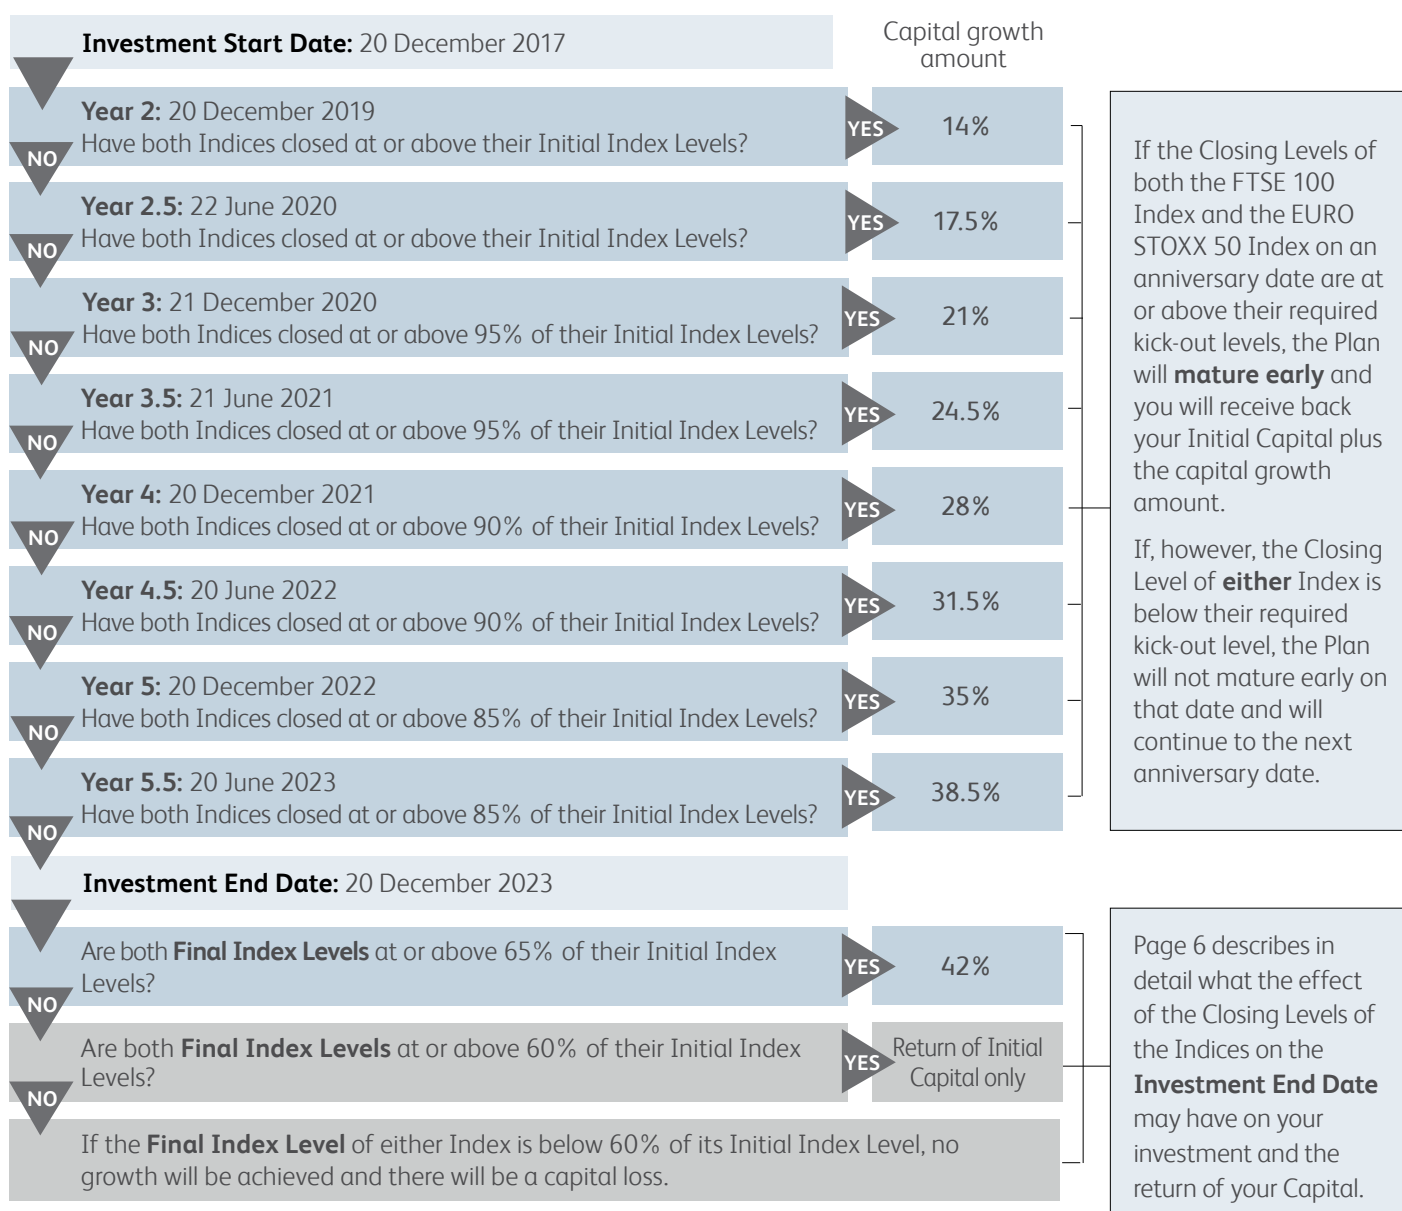 Investment Start Date: 20 December 2017
Capital growth
amount
Year 2: 20 December 2019
Have both Indices closed at or above their Initial Index Levels?
YES
14%
NO
Year 2.5: 22 June 2020
Have both Indices closed at or above their Initial Index Levels?
YES
17.5%
NO
Year 3: 21 December 2020
Have both Indices closed at or above 95% of their Initial Index Levels?
YES
21%
NO
Year 3.5: 21 June 2021
Have both Indices closed at or above 95% of their Initial Index Levels?
YES
24.5%
NO
Year 4: 20 December 2021
Have both Indices closed at or above 90% of their Initial Index Levels?
YES
28%
NO
Year 4.5: 20 June 2022
Have both Indices closed at or above 90% of their Initial Index Levels?
YES
31.5%
NO
Year 5: 20 December 2022
Have both Indices closed at or above 85% of their Initial Index Levels?
YES
35%
NO
Year 5.5: 20 June 2023
Have both Indices closed at or above 85% of their Initial Index Levels?
YES
38.5%
NO
If the Closing Levels of
both the FTSE 100
Index and the EURO
STOXX 50 Index on an
anniversary date are at
or above their required
kick-out levels, the Plan
will mature early and
you will receive back
your Initial Capital plus
the capital growth
amount.
If, however, the Closing
Level of either Index is
below their required
kick-out level, the Plan
will not mature early on
that date and will
continue to the next
anniversary date.
Investment End Date: 20 December 2023
Are both Final Index Levels at or above 65% of their Initial Index
Levels?
YES
42%
NO
Are both Final Index Levels at or above 60% of their Initial Index
Levels?
YES
Return of Initial
Capital only
NO
If the Final Index Level of either Index is below 60% of its Initial Index Level, no
growth will be achieved and there will be a capital loss.
Page 6 describes in
detail what the effect
of the Closing Levels of
the Indices on the
Investment End Date
may have on your
investment and the
return of your Capital.